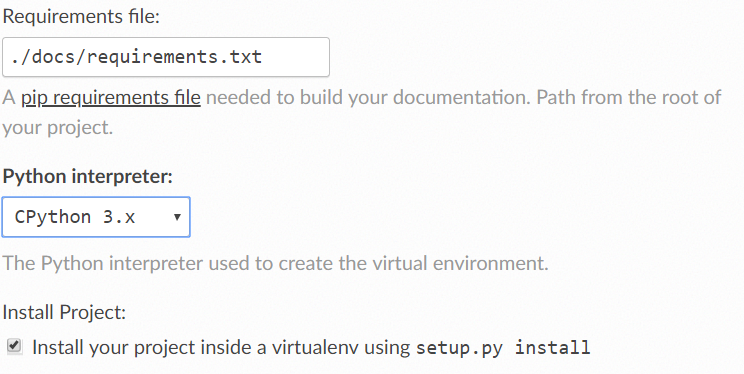 Requirements file:
./docs/requirements.txt
A pip requirements file needed to build your documentation. Path from the root of
your project.
Python interpreter:
CPython 3.x
The Python interpreter used to create the virtual environment.
Install Project:
Install your project inside a virtualenv using setup.py install